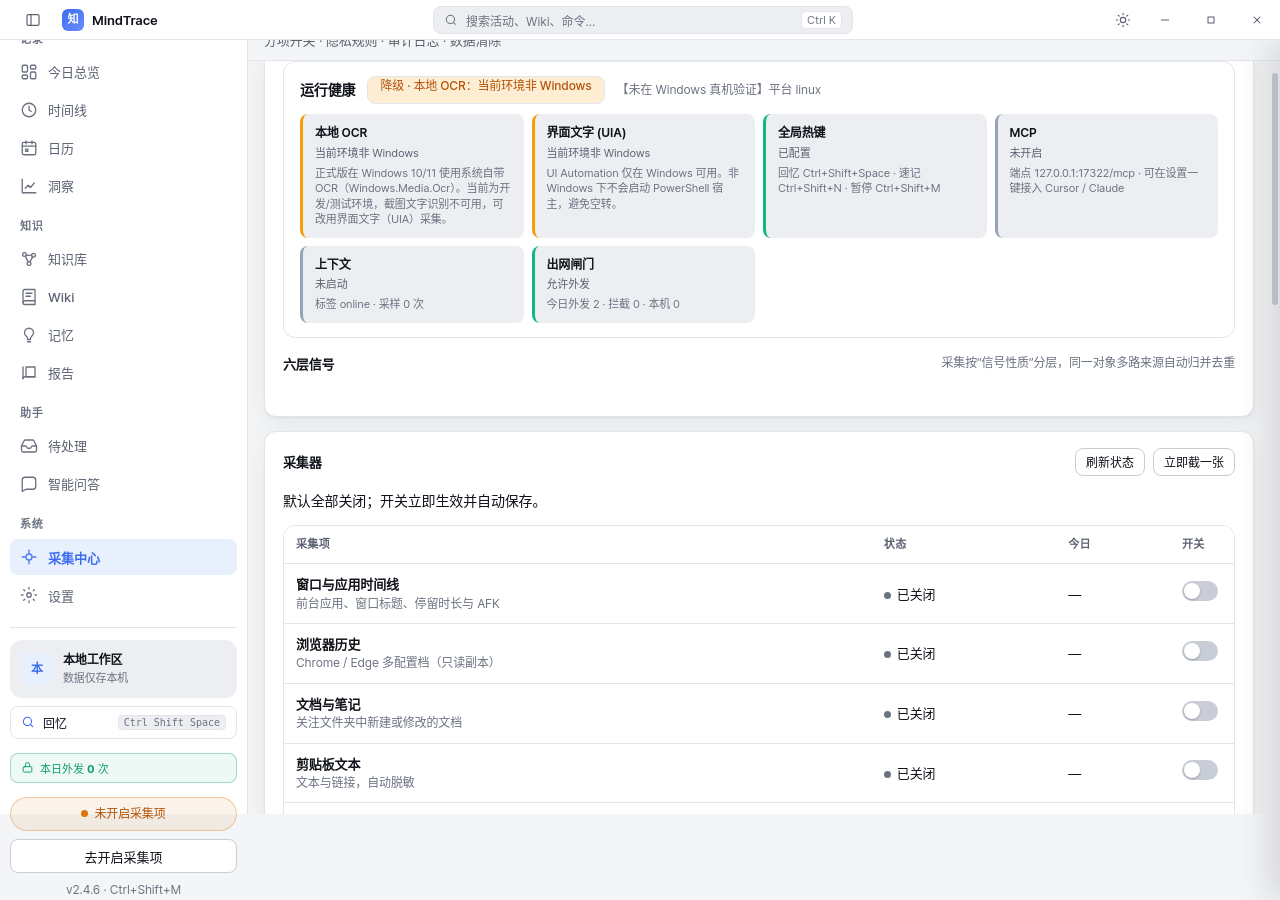 知 MindTrace
搜索活动、Wiki、命令...
Ctrl K
记录
今日总览
时间线
日历
洞察
知识
知识库
Wiki
记忆
报告
助手
待处理
智能问答
系统
采集中心
设置
本
本地工作区
数据仅存本机
回忆
Ctrl Shift Space
本日外发 0 次
未开启采集项
去开启采集项
v2.4.6 · Ctrl+Shift+M
分项开关 · 隐私规则 · 审计日志 · 数据清除
运行健康
降级 · 本地 OCR：当前环境非 Windows
【未在 Windows 真机验证】平台 linux
本地 OCR
当前环境非 Windows
正式版在 Windows 10/11 使用系统自带
OCR（Windows.Media.Ocr）。当前为开
发/测试环境，截图文字识别不可用，可
改用界面文字（UIA）采集。
界面文字 (UIA)
当前环境非 Windows
UI Automation 仅在 Windows 可用。非
Windows 下不会启动 PowerShell 宿
主，避免空转。
全局热键
已配置
回忆 Ctrl+Shift+Space · 速记
Ctrl+Shift+N · 暂停 Ctrl+Shift+M
MCP
未开启
端点 127.0.0.1:17322/mcp · 可在设置一
键接入 Cursor / Claude
上下文
未启动
标签 online · 采样 0 次
出网闸门
允许外发
今日外发 2 · 拦截 0 · 本机 0
六层信号
采集按“信号性质”分层，同一对象多路来源自动归并去重
采集器
刷新状态
立即截一张
默认全部关闭；开关立即生效并自动保存。
采集项 状态 今日 开关
窗口与应用时间线
前台应用、窗口标题、停留时长与 AFK
已关闭 —
浏览器历史
Chrome / Edge 多配置档（只读副本）
已关闭 —
文档与笔记
关注文件夹中新建或修改的文档
已关闭 —
剪贴板文本
文本与链接，自动脱敏
已关闭 —